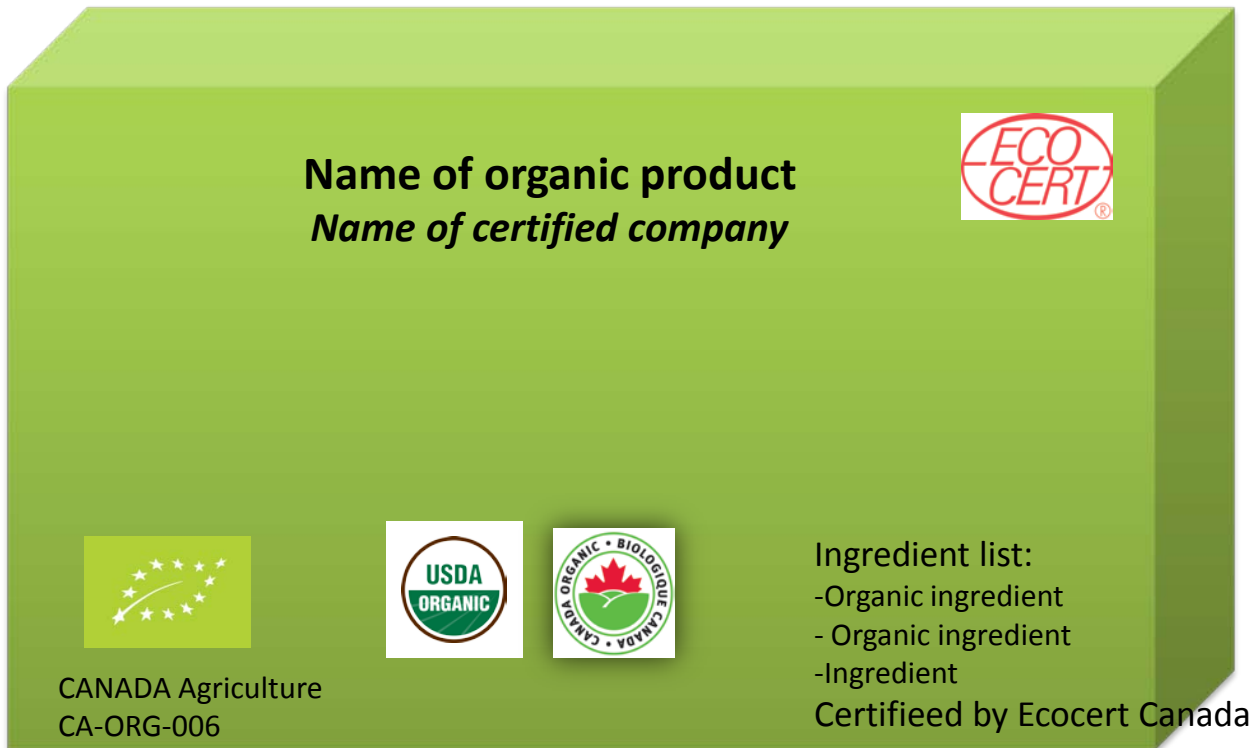 Name of organic product
Name of certified company
ECO
CERT
®
USDA
ORGANIC
CANADA ORGANIC • BIOLOGIQUE CANADA •
Ingredient list:
-Organic ingredient
- Organic ingredient
-Ingredient
Certifieed by Ecocert Canada
CANADA Agriculture
CA-ORG-006